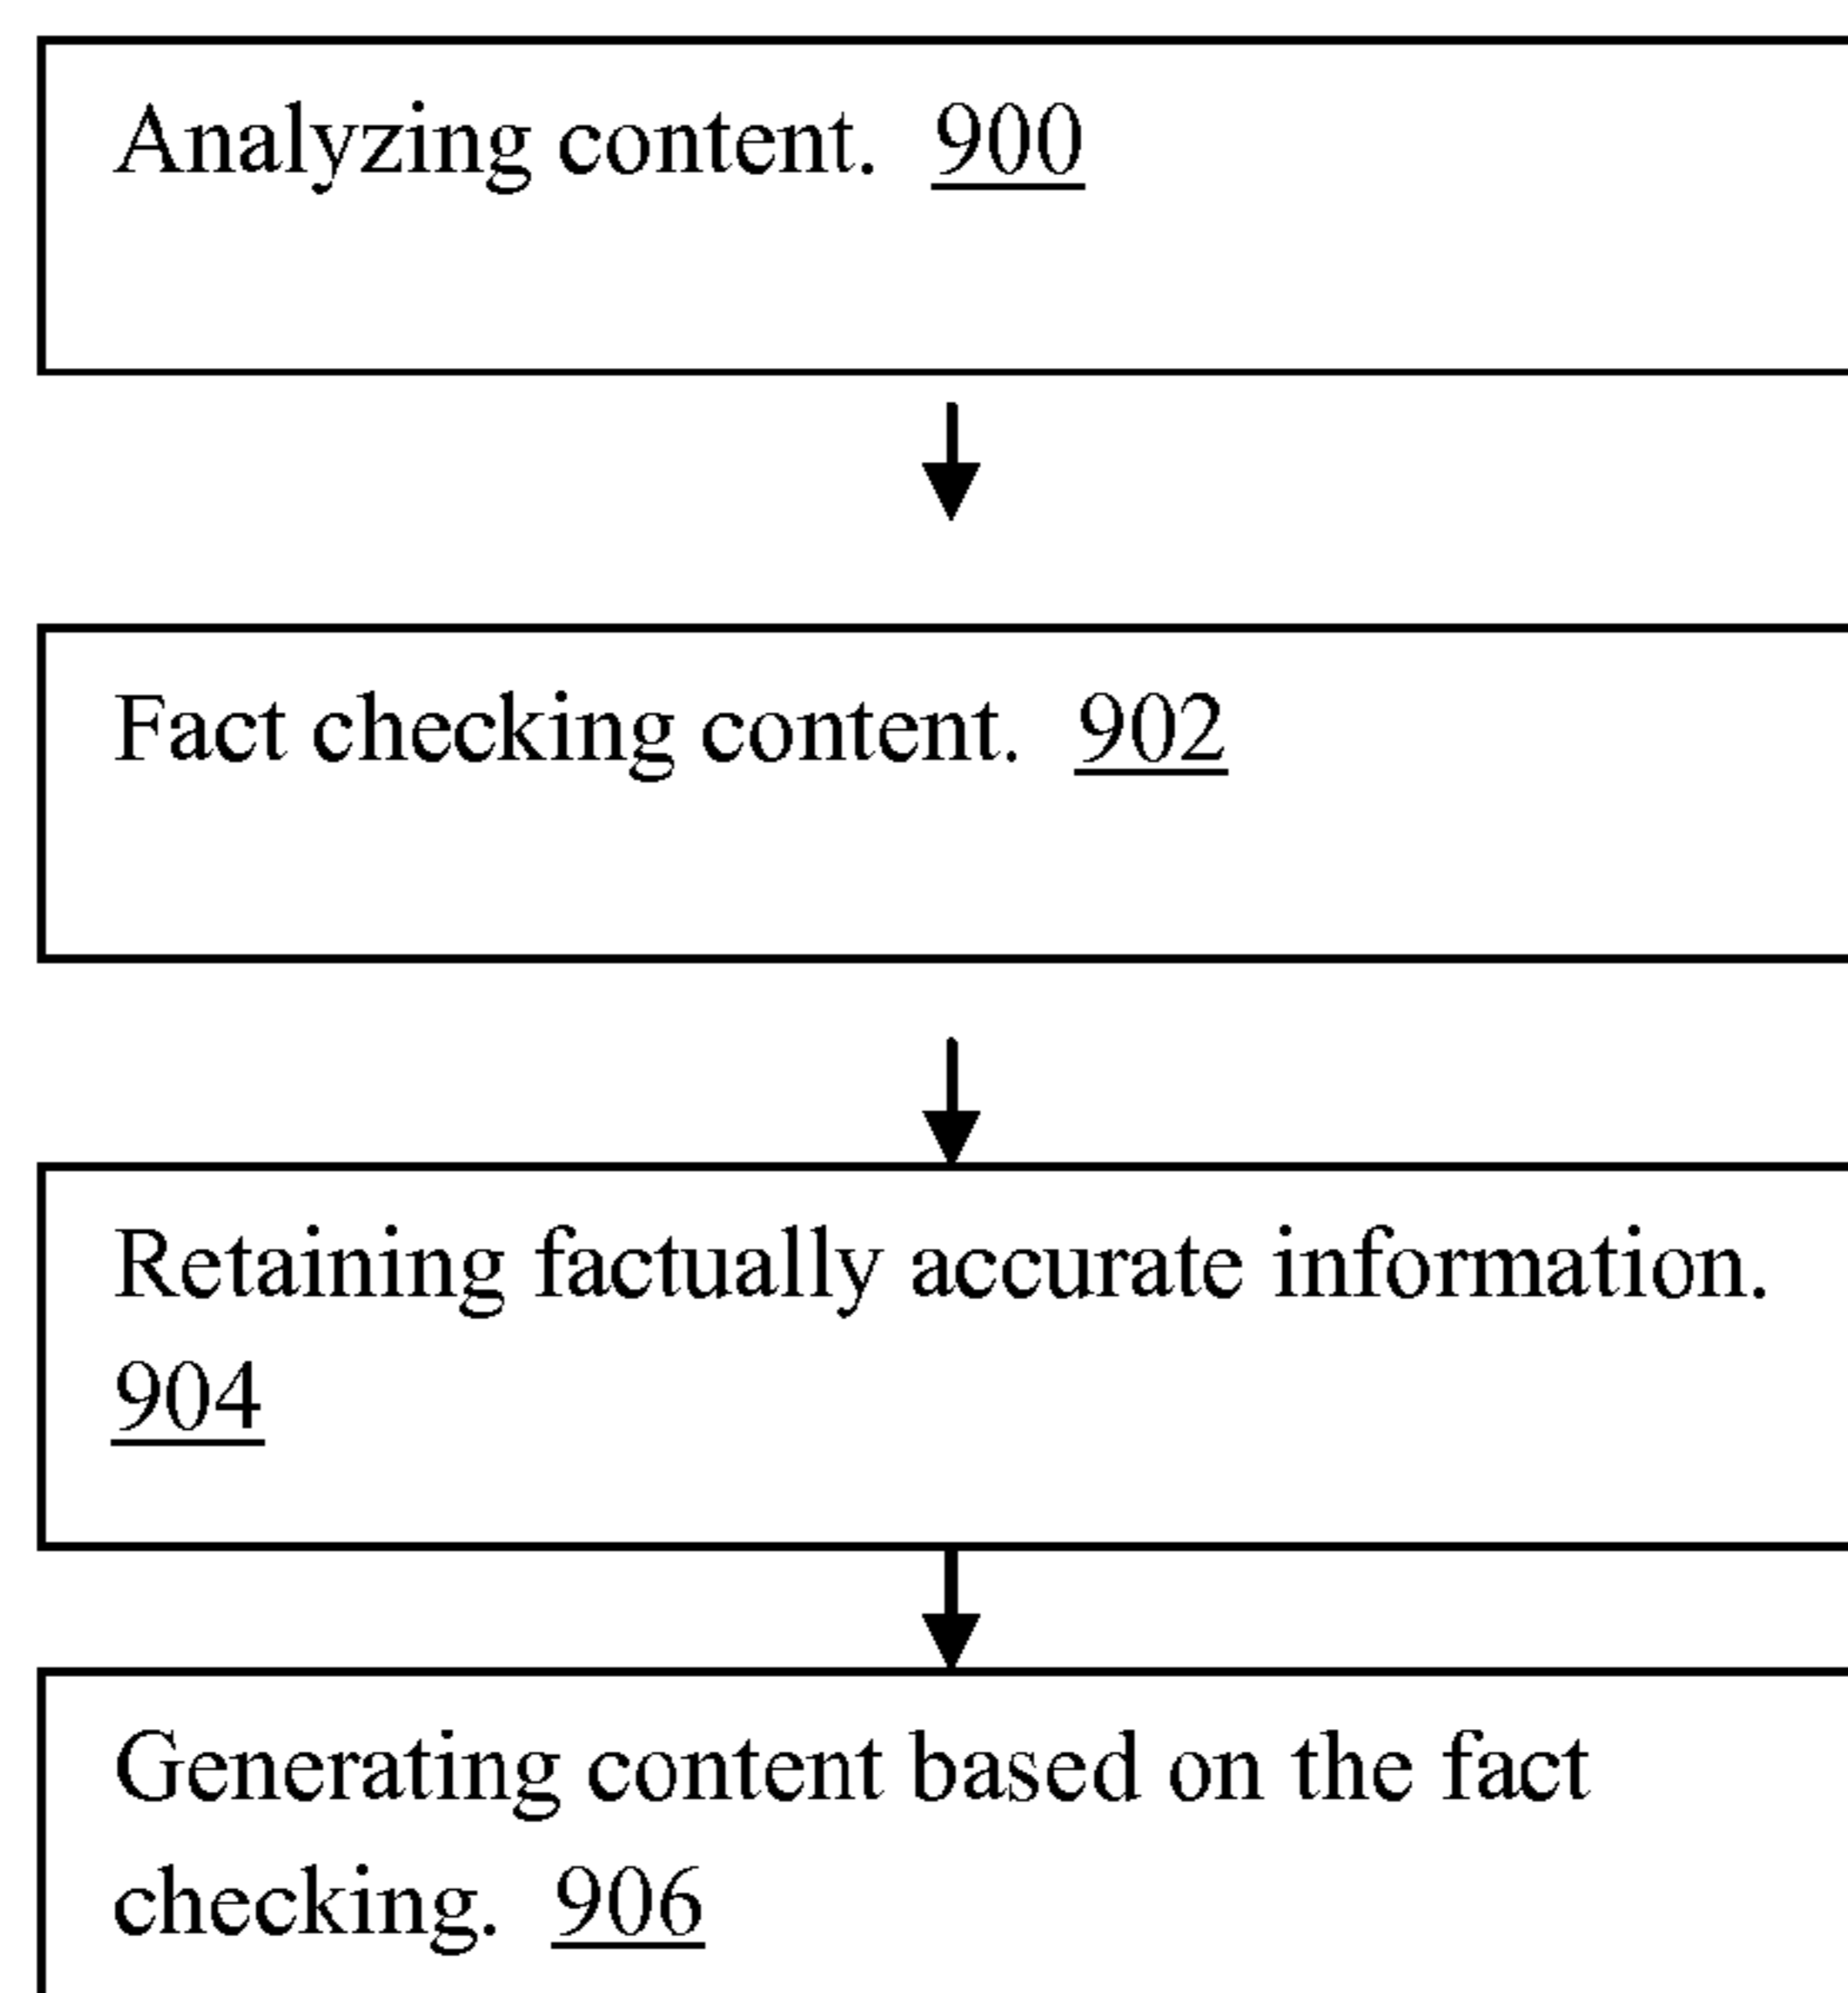 Analyzing content. 900
Fact checking content. 902
Retaining factually accurate information.
904
Generating content based on the fact
checking. 906